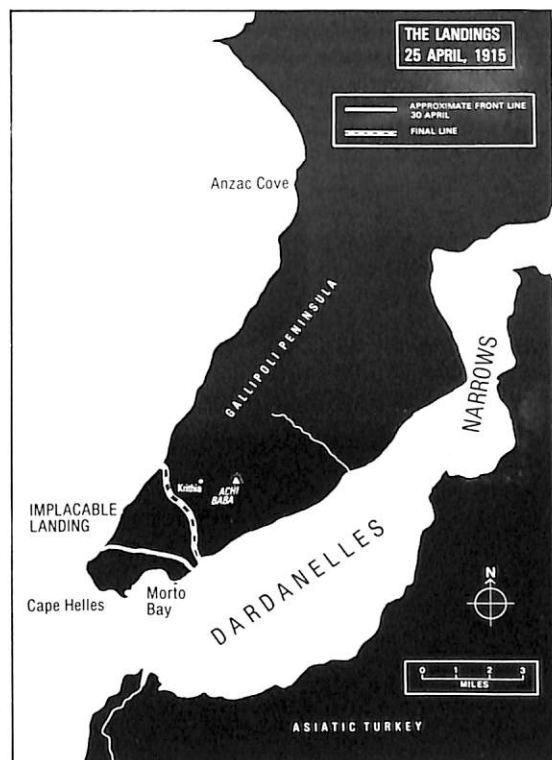 THE LANDINGS
25 APRIL, 1915
APPROXIMATE FRONT LINE
30 APRIL
FINAL LINE
Anzac Cove
GALLIPOLI PENINSULA
NARROWS
Krithia
ACHI
BABA
IMPLACABLE
LANDING
DARDANELLES
Cape Helles
Morto
Bay
N
0 1 2 3
MILES
ASIATIC TURKEY